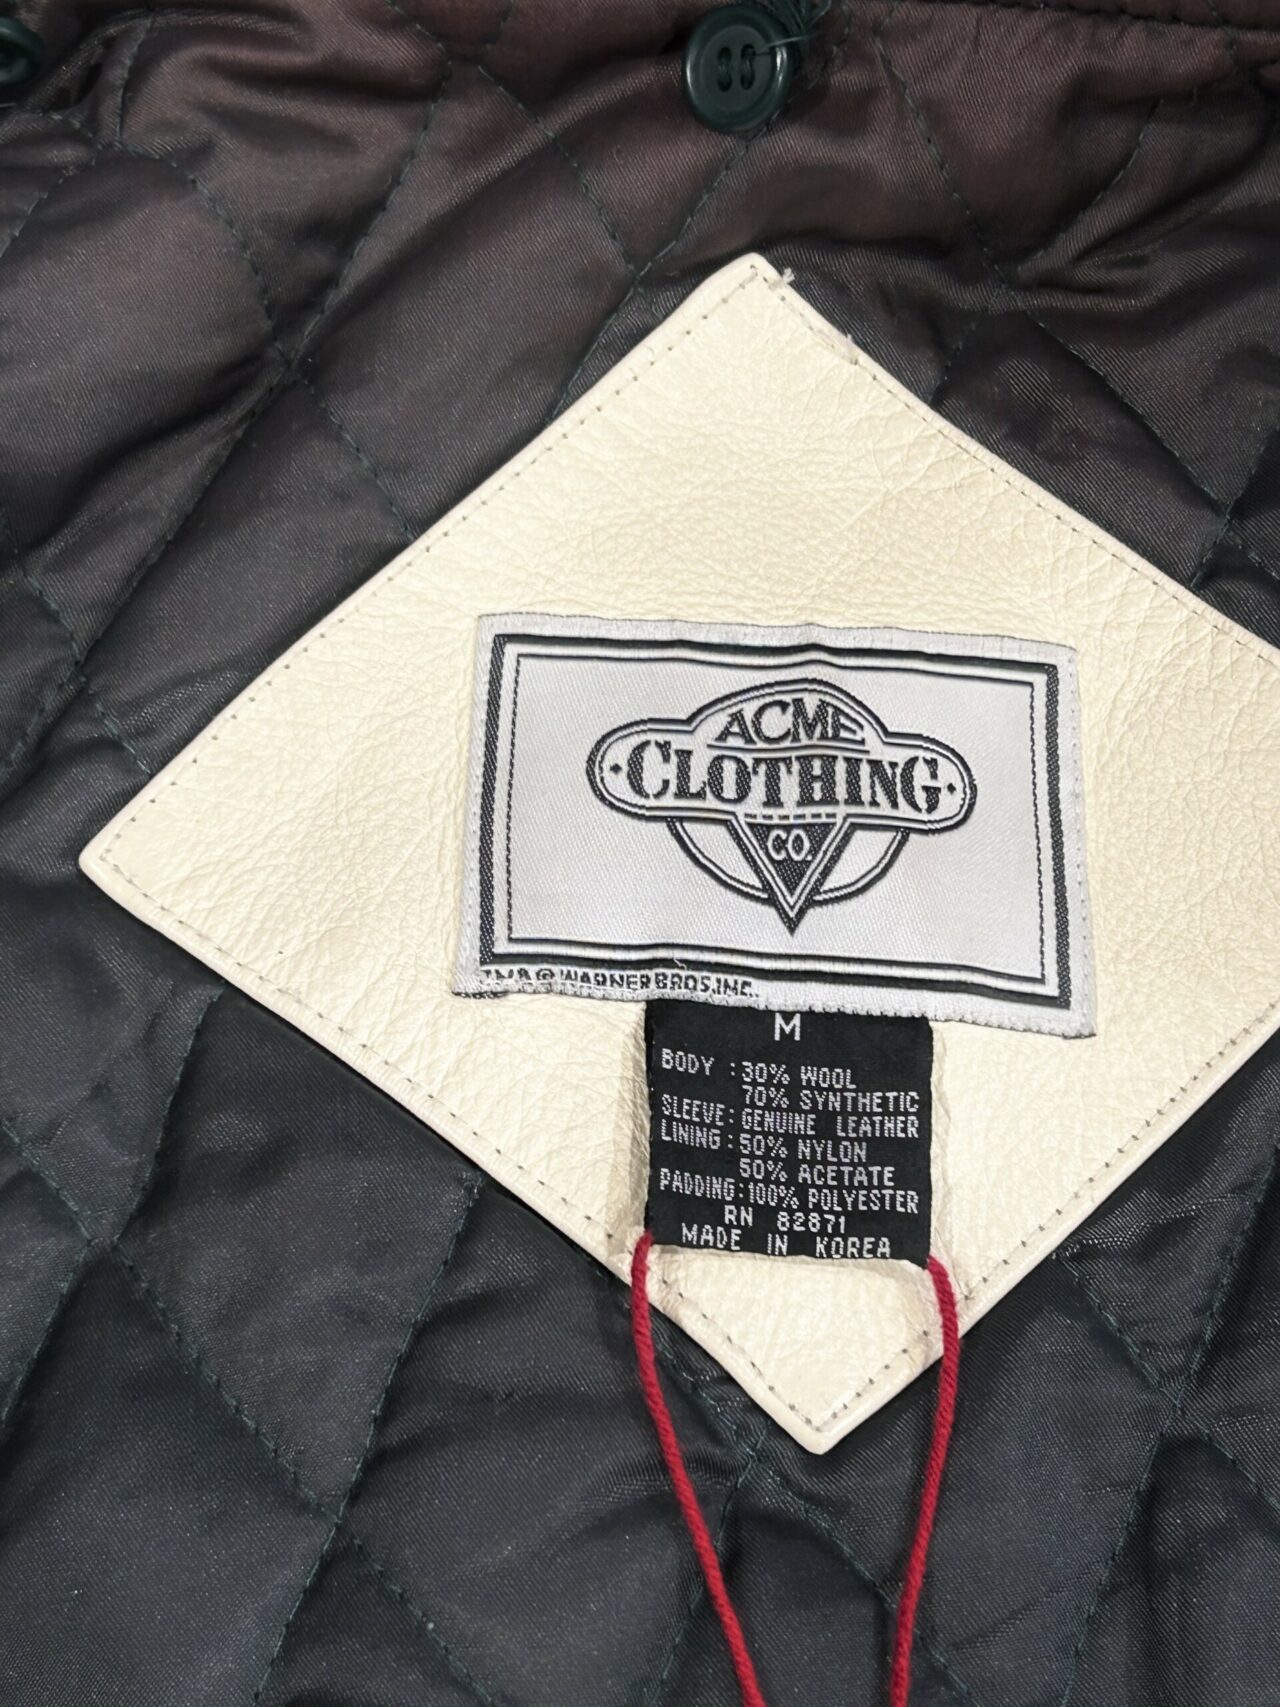 ACME
CLOTHING
CO.
TM & © WARNER BROS. INC.
M
BODY : 30% WOOL
70% SYNTHETIC
SLEEVE: GENUINE LEATHER
LINING : 50% NYLON
50% ACETATE
PADDING: 100% POLYESTER
RN 82871
MADE IN KOREA